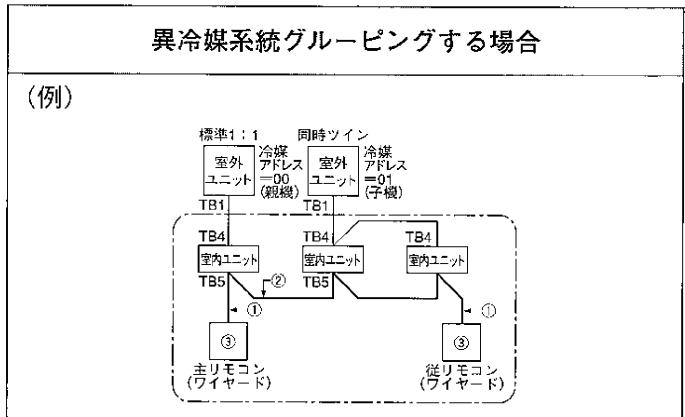 異冷媒系統グルーピングする場合
(例)
標準1:1
同時ツイン
室外
ユニット
冷媒
アドレス
=00
(親機)
室外
ユニット
冷媒
アドレス
=01
(子機)
TB1
TB1
TB4
TB4
TB4
室内ユニット
室内ユニット
室内ユニット
TB5
TB5
②
①
①
③
③
主リモコン
(ワイヤード)
従リモコン
(ワイヤード)